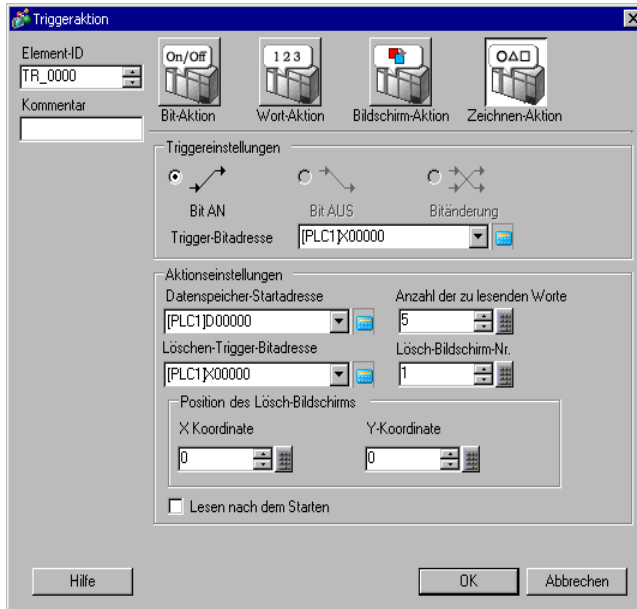 Triggeraktion
Element-ID
TR_0000
Kommentar
On/Off
1 2 3
Bit-Aktion
Wort-Aktion
Bildschirm-Aktion
Zeichnen-Aktion
Triggereinstellungen
Bit AN
Bit AUS
Bitänderung
Trigger-Bitadresse
[PLC1]X00000
Aktionseinstellungen
Datenspeicher-Startadresse
Anzahl der zu lesenden Worte
[PLC1]D00000
5
Löschen-Trigger-Bitadresse
Lösch-Bildschirm-Nr.
[PLC1]X00000
1
Position des Lösch-Bildschirms
X Koordinate
Y-Koordinate
0
0
Lesen nach dem Starten
Hilfe
OK
Abbrechen